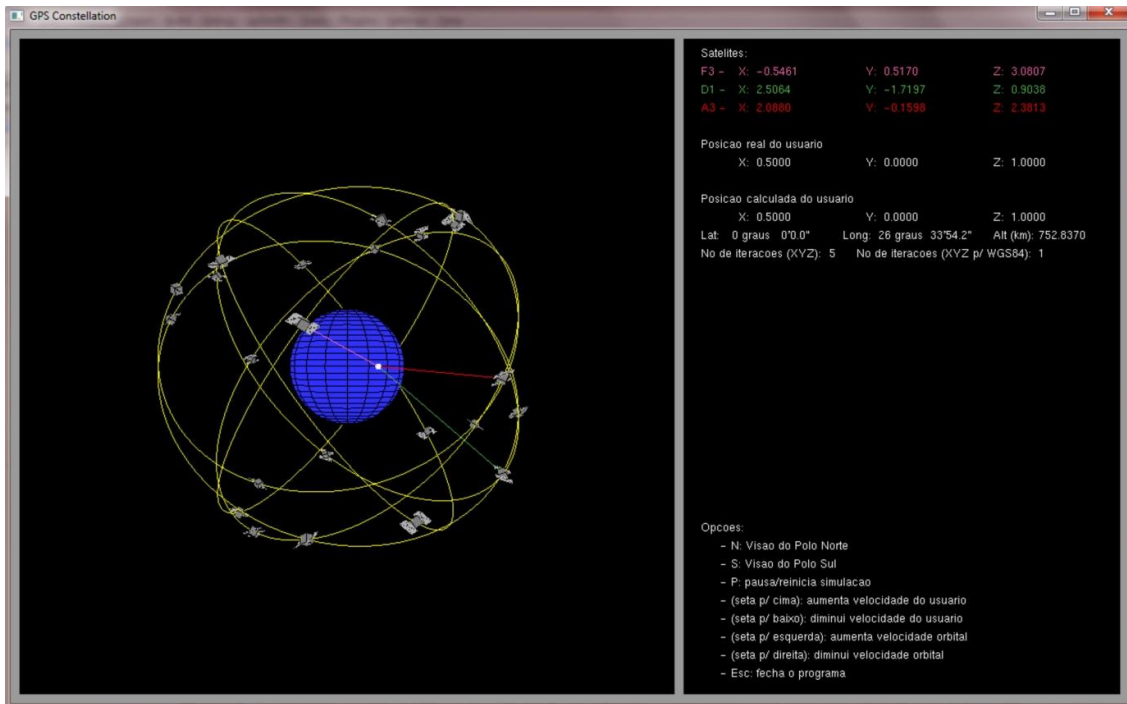 GPS Constellation
Satelites:
F3 - X: -0.5461 Y: 0.5170 Z: 3.0807
D1 - X: 2.5064 Y: -1.7197 Z: 0.9038
A3 - X: 2.0880 Y: -0.1598 Z: 2.3813
Posicao real do usuario
X: 0.5000 Y: 0.0000 Z: 1.0000
Posicao calculada do usuario
X: 0.5000 Y: 0.0000 Z: 1.0000
Lat: 0 graus 0'0.0" Long: 26 graus 33'54.2" Alt (km): 752.8370
No de iteracoes (XYZ): 5 No de iteracoes (XYZ p/ WGS84): 1
Opcoes:
- N: Visao do Polo Norte
- S: Visao do Polo Sul
- P: pausa/reinicia simulacao
- (seta p/ cima): aumenta velocidade do usuario
- (seta p/ baixo): diminui velocidade do usuario
- (seta p/ esquerda): aumenta velocidade orbital
- (seta p/ direita): diminui velocidade orbital
- Esc: fecha o programa